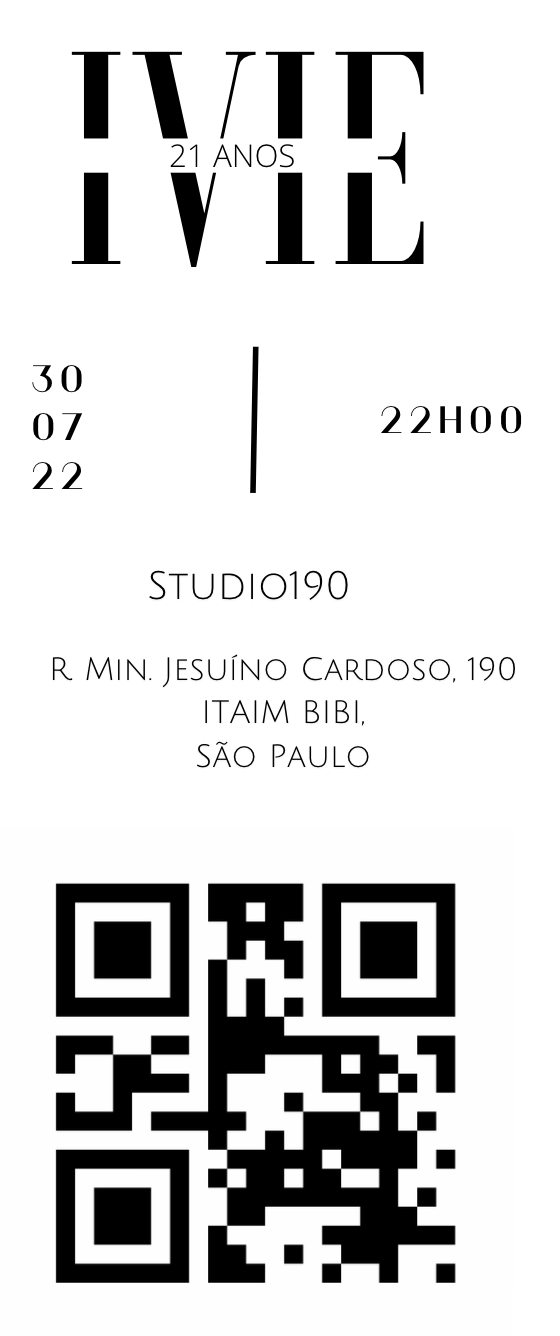 IVIE
21 ANOS
30
07
22
22H00
Studio190
R. Min. Jesuíno Cardoso, 190
ITAIM BIBI,
São Paulo